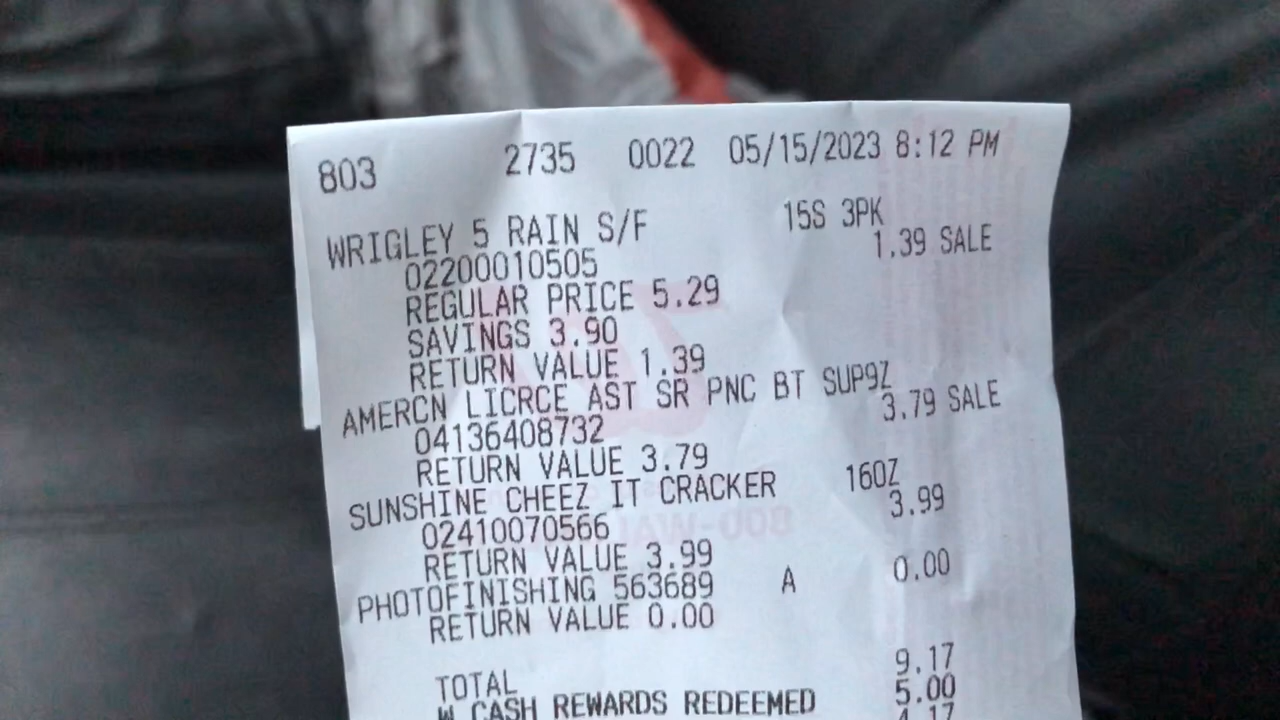 803 2735 0022 05/15/2023 8:12 PM
WRIGLEY 5 RAIN S/F 15S 3PK
02200010505 1.39 SALE
REGULAR PRICE 5.29
SAVINGS 3.90
RETURN VALUE 1.39
AMERCN LICRCE AST SR PNC BT SUP9Z
04136408732 3.79 SALE
RETURN VALUE 3.79
SUNSHINE CHEEZ IT CRACKER 16OZ
02410070566 3.99
RETURN VALUE 3.99
PHOTOFINISHING 563689 A 0.00
RETURN VALUE 0.00
TOTAL 9.17
W CASH REWARDS REDEEMED 5.00
4.17